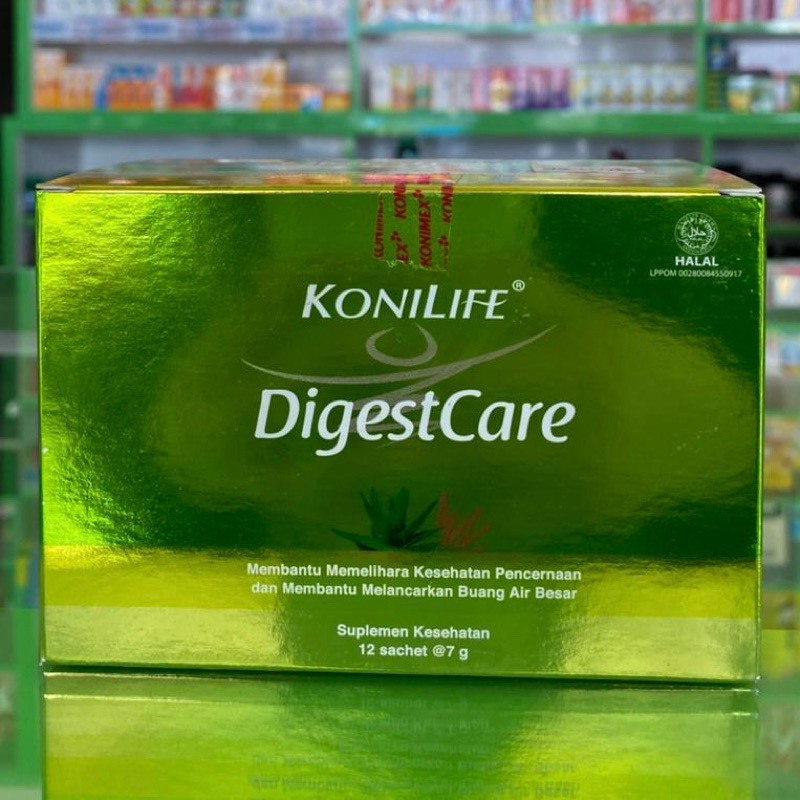 KONIMEX
HALAL
LPPOM 00280084550917
KONILIFE®
DigestCare
Membantu Memelihara Kesehatan Pencernaan
dan Membantu Melancarkan Buang Air Besar
Suplemen Kesehatan
12 sachet @7 g